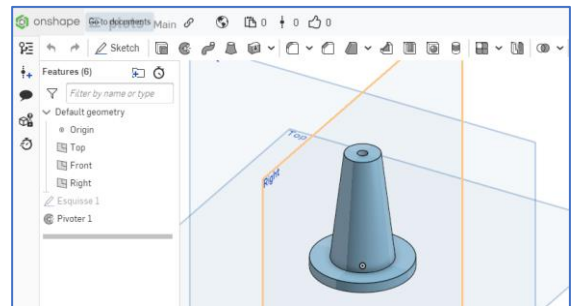 onshape Go to documents Main 0 0 0
Sketch
Features (6)
Filter by name or type
Default geometry
Origin
Top
Front
Right
Esquisse 1
Pivoter 1
Top
Right